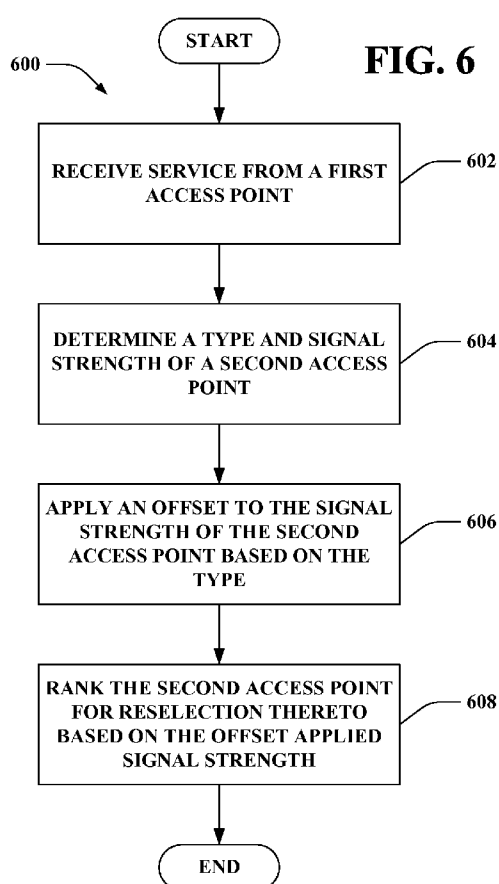 START
FIG. 6
600
RECEIVE SERVICE FROM A FIRST
ACCESS POINT
602
DETERMINE A TYPE AND SIGNAL
STRENGTH OF A SECOND ACCESS
POINT
604
APPLY AN OFFSET TO THE SIGNAL
STRENGTH OF THE SECOND
ACCESS POINT BASED ON THE
TYPE
606
RANK THE SECOND ACCESS POINT
FOR RESELECTION THERETO
BASED ON THE OFFSET APPLIED
SIGNAL STRENGTH
608
END